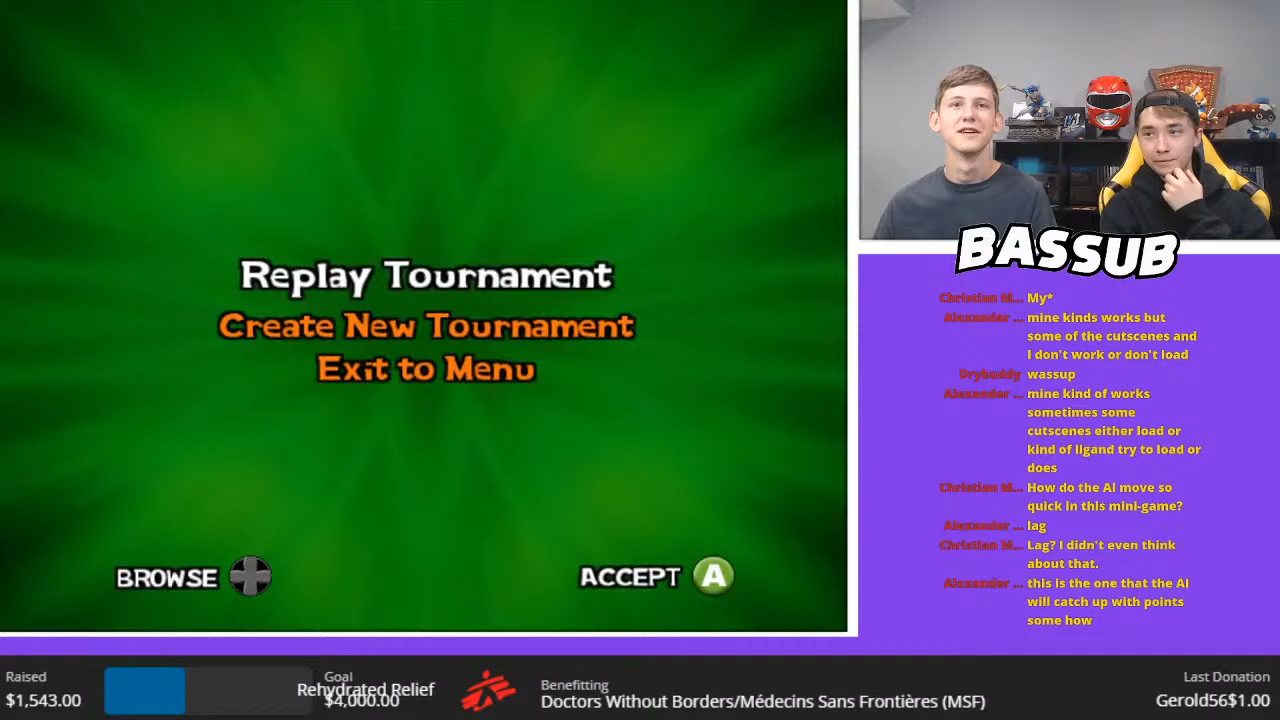 Replay Tournament
Create New Tournament
Exit to Menu
BROWSE
ACCEPT A
BASSUB
Christian M... My*
Alexander ... mine kinds works but
some of the cutscenes and
I don't work or don't load
Drybuddy wassup
Alexander ... mine kind of works
sometimes some
cutscenes either load or
kind of ligand try to load or
does
Christian M... How do the AI move so
quick in this mini-game?
Alexander ... lag
Christian M... Lag? I didn't even think
about that.
Alexander ... this is the one that the AI
will catch up with points
some how
Raised
$1,543.00
Goal
$4,000.00
Rehydrated Relief
Benefitting
Doctors Without Borders/Médecins Sans Frontières (MSF)
Last Donation
Gerold56$1.00